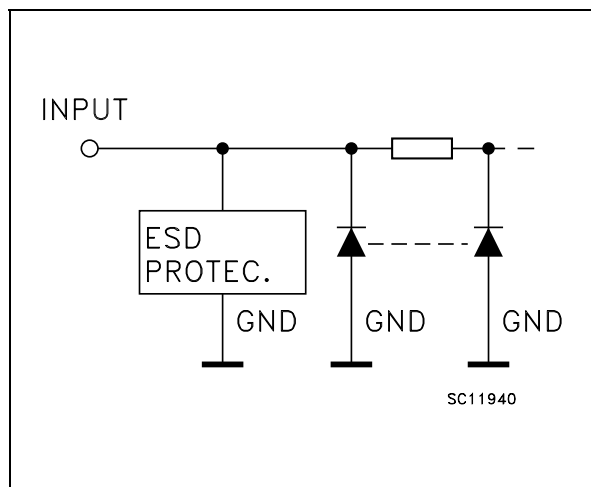 INPUT
ESD
PROTEC.
GND
GND
GND
SC11940